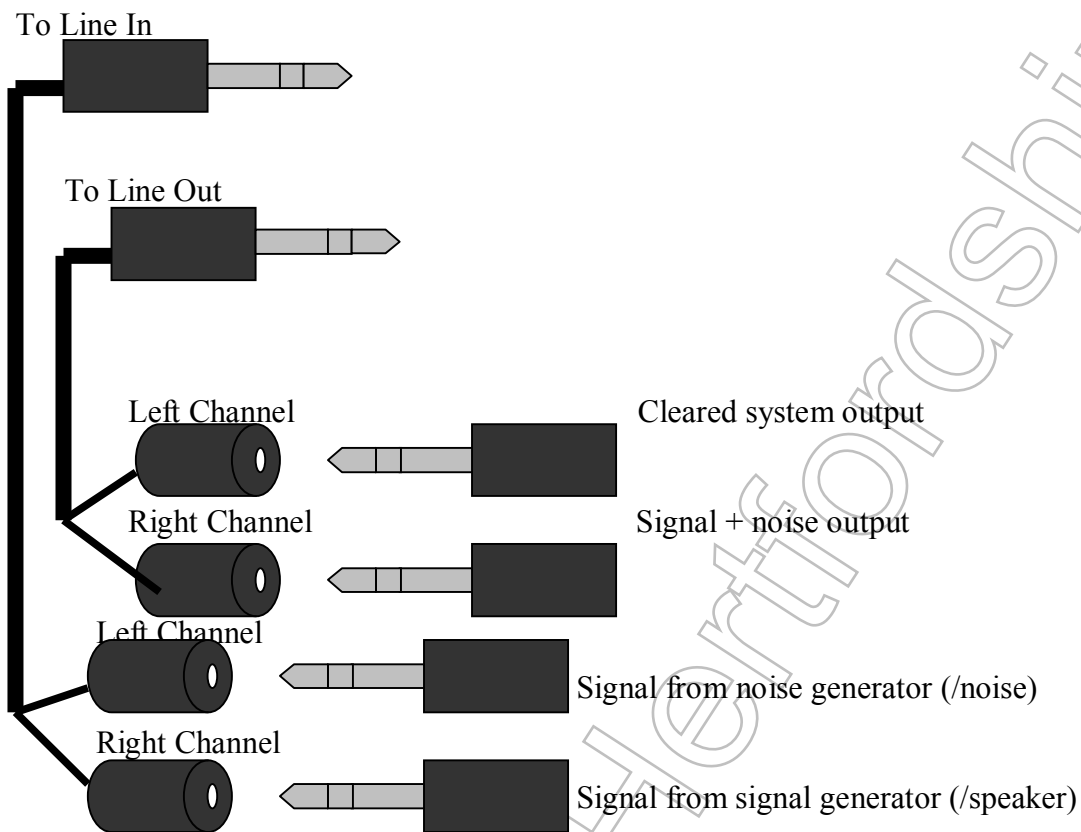 To Line In
To Line Out
Left Channel
Cleared system output
Right Channel
Signal + noise output
Left Channel
Signal from noise generator (/noise)
Right Channel
Signal from signal generator (/speaker)
Hertfordshi